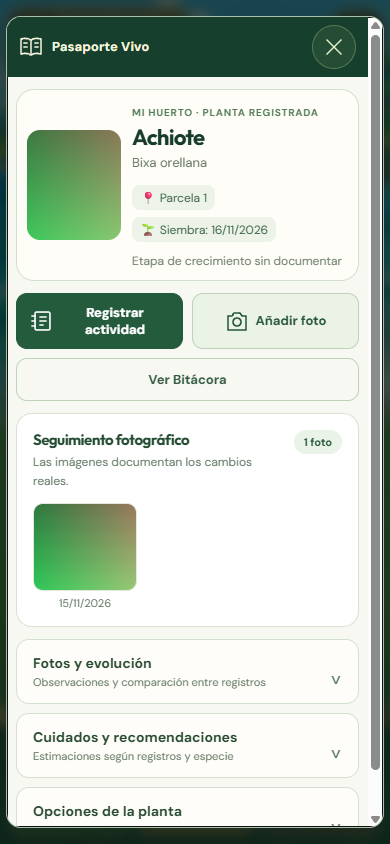 Pasaporte Vivo
MI HUERTO · PLANTA REGISTRADA
Achiote
Bixa orellana
📍 Parcela 1
🌱 Siembra: 16/11/2026
Etapa de crecimiento sin documentar
Registrar
actividad
Añadir foto
Ver Bitácora
Seguimiento fotográfico
1 foto
Las imágenes documentan los cambios
reales.
15/11/2026
Fotos y evolución
Observaciones y comparación entre registros
Cuidados y recomendaciones
Estimaciones según registros y especie
Opciones de la planta